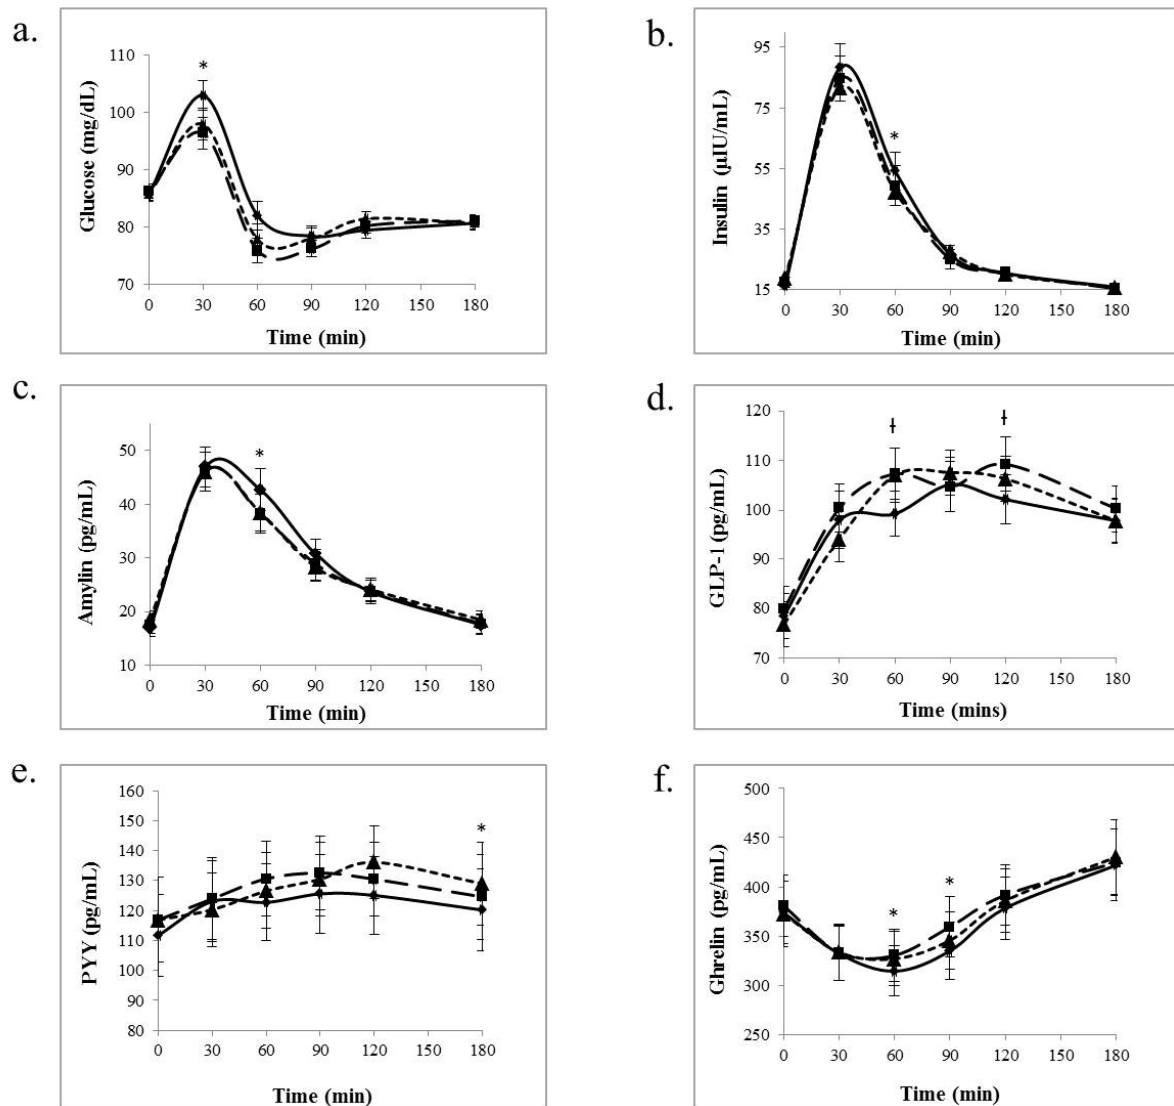 a.
*
Glucose (mg/dL)
110
100
90
80
70
0 30 60 90 120 150 180
Time (min)
b.
*
Insulin (µIU/mL)
95
75
55
35
15
0 30 60 90 120 150 180
Time (min)
c.
*
Amylin (pg/mL)
50
40
30
20
10
0 30 60 90 120 150 180
Time (min)
d.
ƚ ƚ
GLP-1 (pg/mL)
120
110
100
90
80
70
0 30 60 90 120 150 180
Time (mins)
e.
*
PYY (pg/mL)
160
150
140
130
120
110
100
90
80
0 30 60 90 120 150 180
Time (min)
f.
* *
Ghrelin (pg/mL)
500
450
400
350
300
250
0 30 60 90 120 150 180
Time (min)